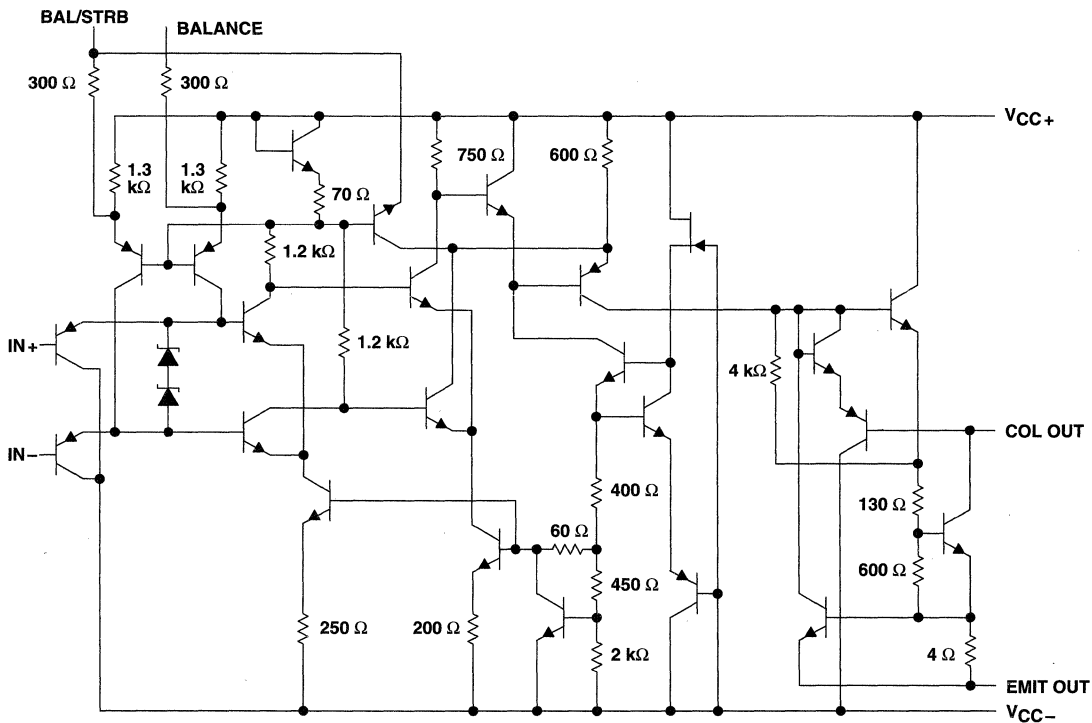 BAL/STRB
BALANCE
300 Ω
300 Ω
VCC+
1.3 kΩ
1.3 kΩ
70 Ω
750 Ω
600 Ω
1.2 kΩ
IN+
1.2 kΩ
4 kΩ
IN−
COL OUT
400 Ω
130 Ω
60 Ω
450 Ω
600 Ω
250 Ω
200 Ω
2 kΩ
4 Ω
EMIT OUT
VCC−